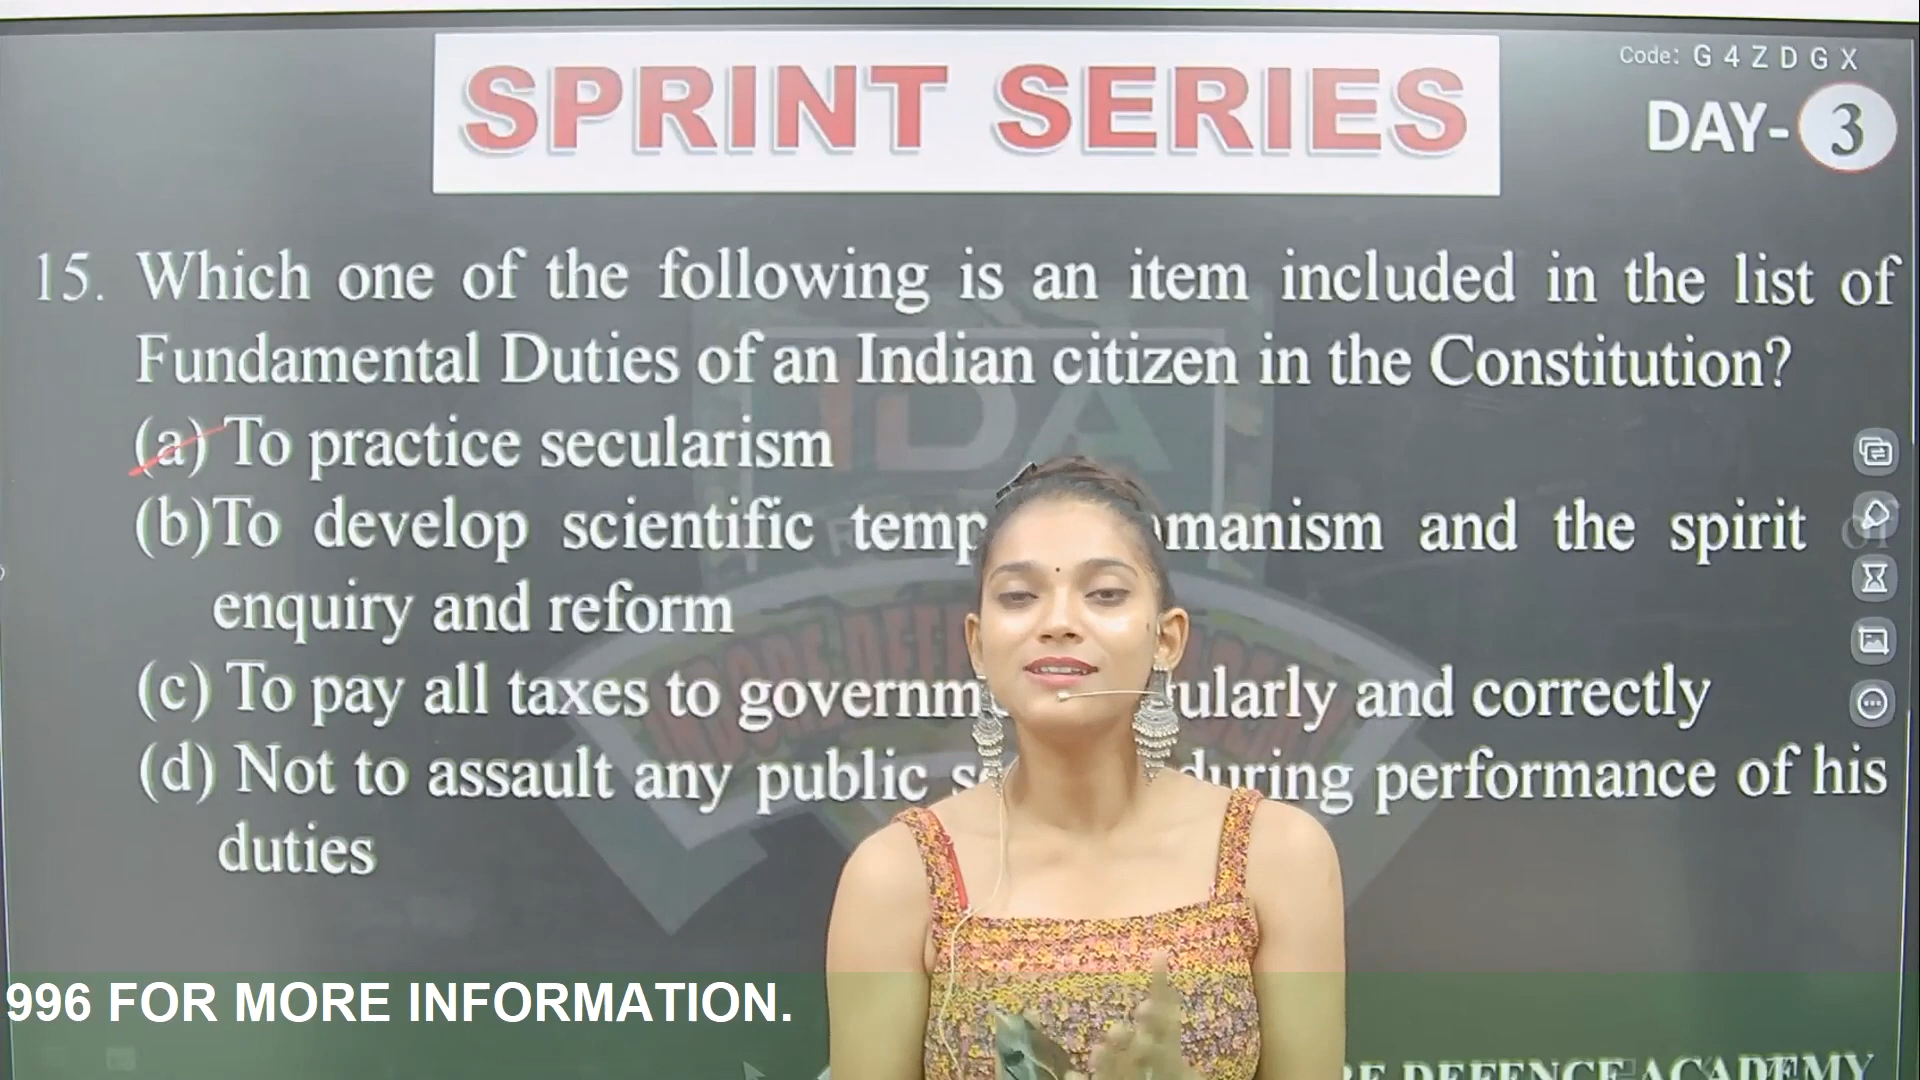 Code: G 4 Z D G X
SPRINT SERIES
DAY- 3
15. Which one of the following is an item included in the list of
Fundamental Duties of an Indian citizen in the Constitution?
(a) To practice secularism
(b)To develop scientific manism and the spirit of
enquiry and reform
(c) To pay all taxes to ularly and correctly
(d) Not to assault any public during performance of his
duties
996 FOR MORE INFORMATION.
DEFENCE ACADEMY